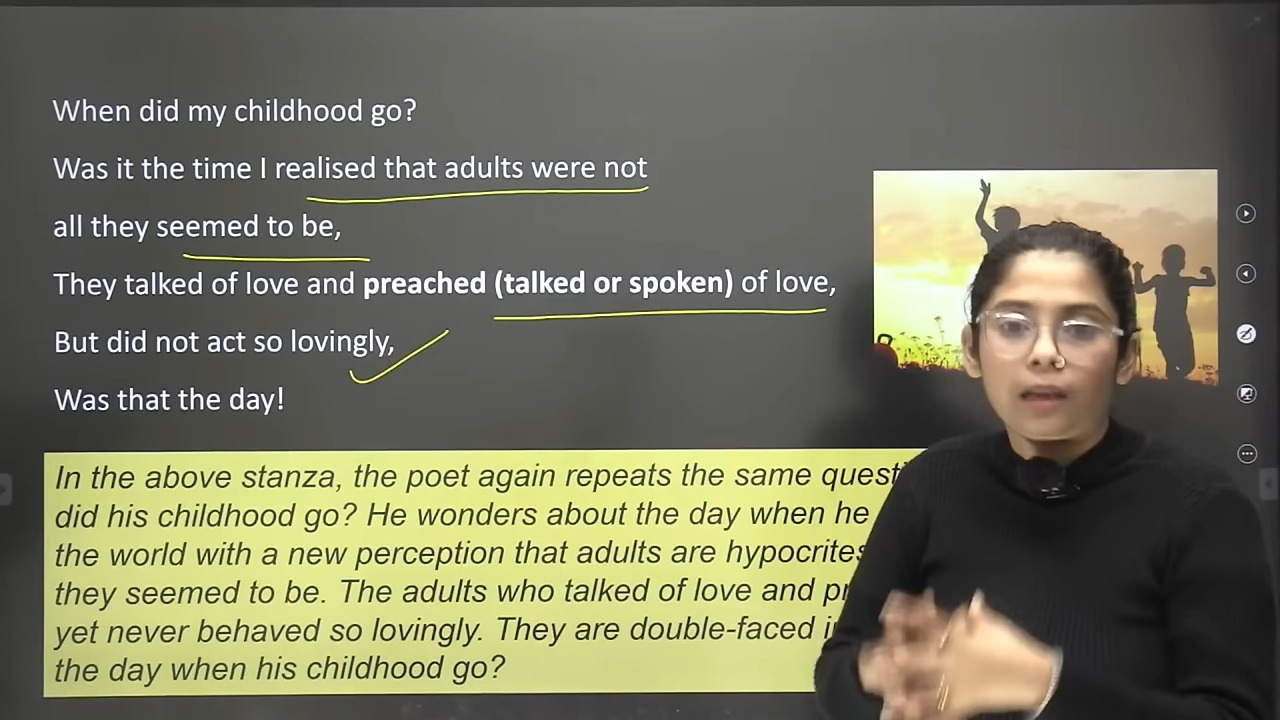 When did my childhood go?
Was it the time I realised that adults were not
all they seemed to be,
They talked of love and preached (talked or spoken) of love,
But did not act so lovingly,
Was that the day!
In the above stanza, the poet again repeats the same
did his childhood go? He wonders about the day when he
the world with a new perception that adults are hypocrites
they seemed to be. The adults who talked of love and
yet never behaved so lovingly. They are double-faced
the day when his childhood go?